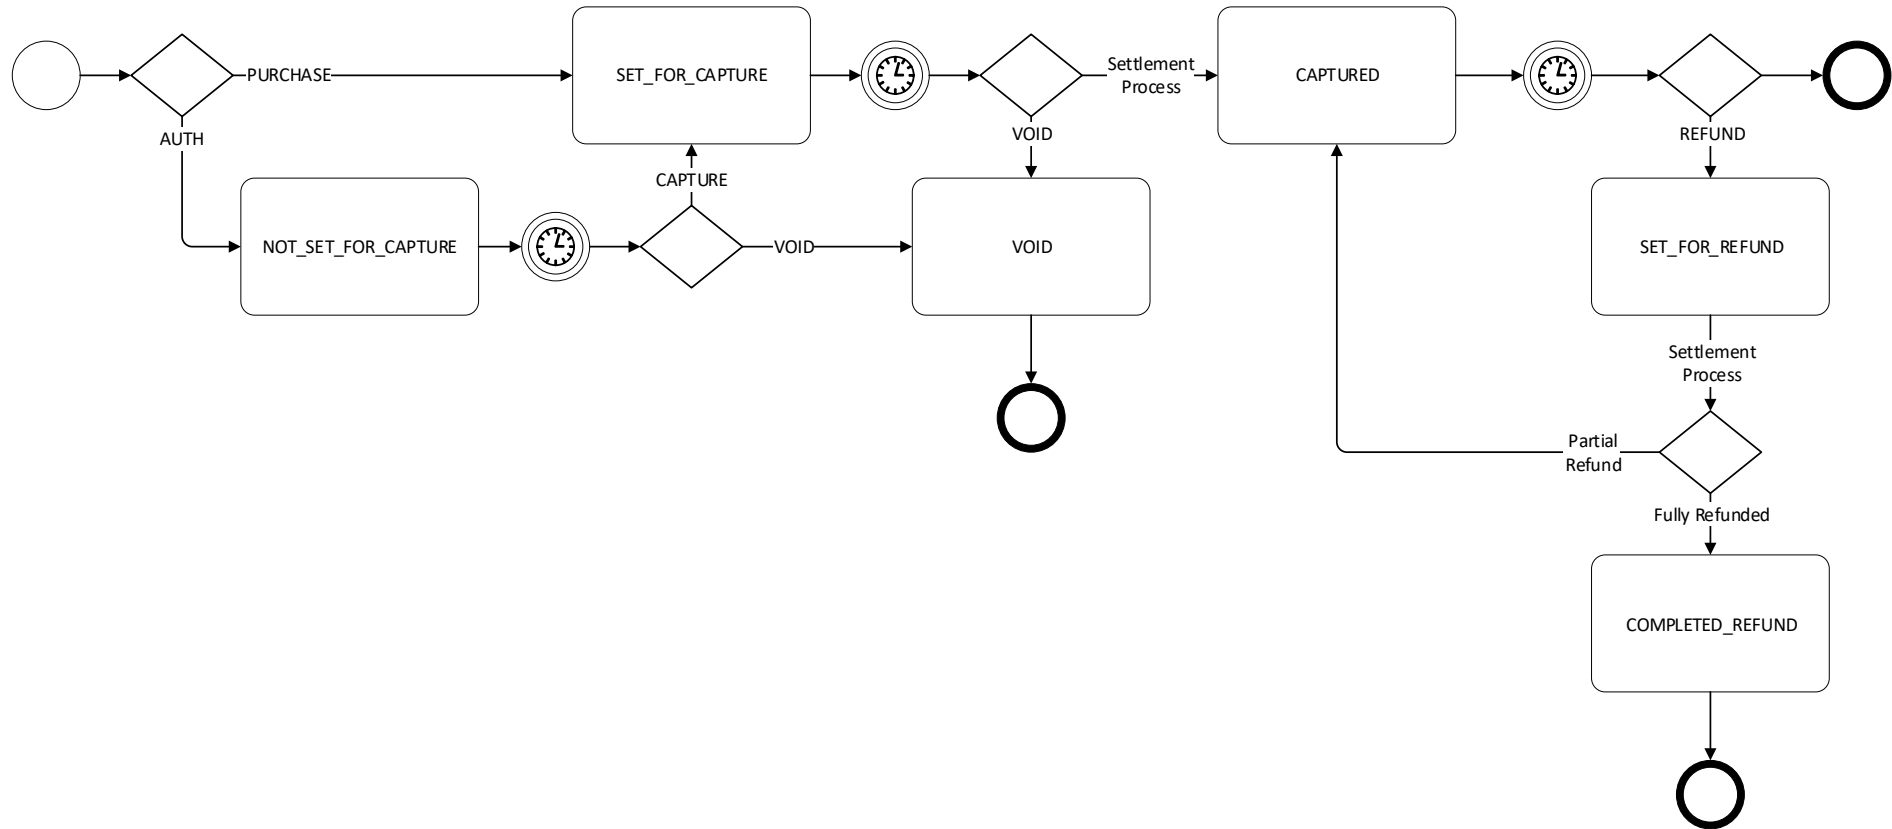 PURCHASE
SET_FOR_CAPTURE
Settlement
Process
CAPTURED
AUTH
VOID
REFUND
CAPTURE
NOT_SET_FOR_CAPTURE
VOID
VOID
SET_FOR_REFUND
Settlement
Process
Partial
Refund
Fully Refunded
COMPLETED_REFUND